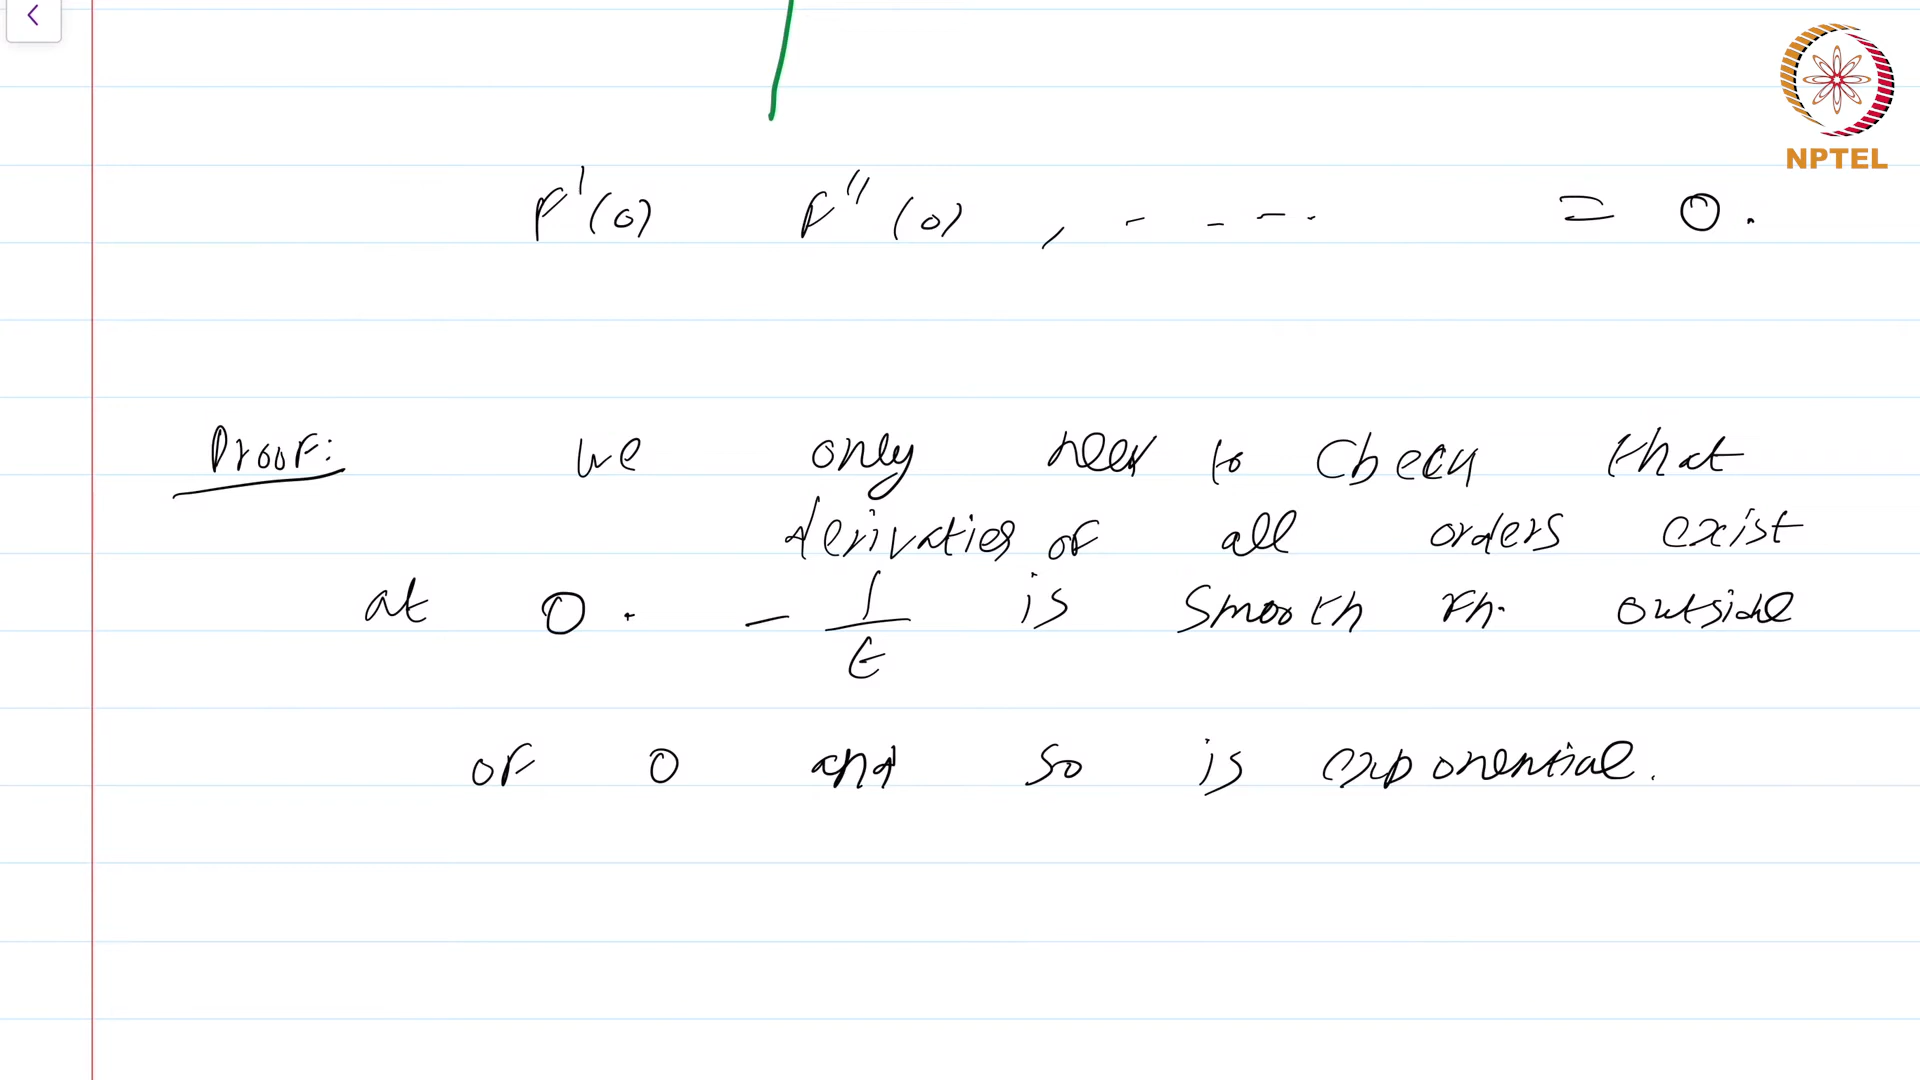 NPTEL
F'(0) F''(0), - - - - . = 0.
Proof: We only need to check that
derivaties of all orders exist
at 0. - 1/t is smooth fn. outside
of 0 and so is exponential.